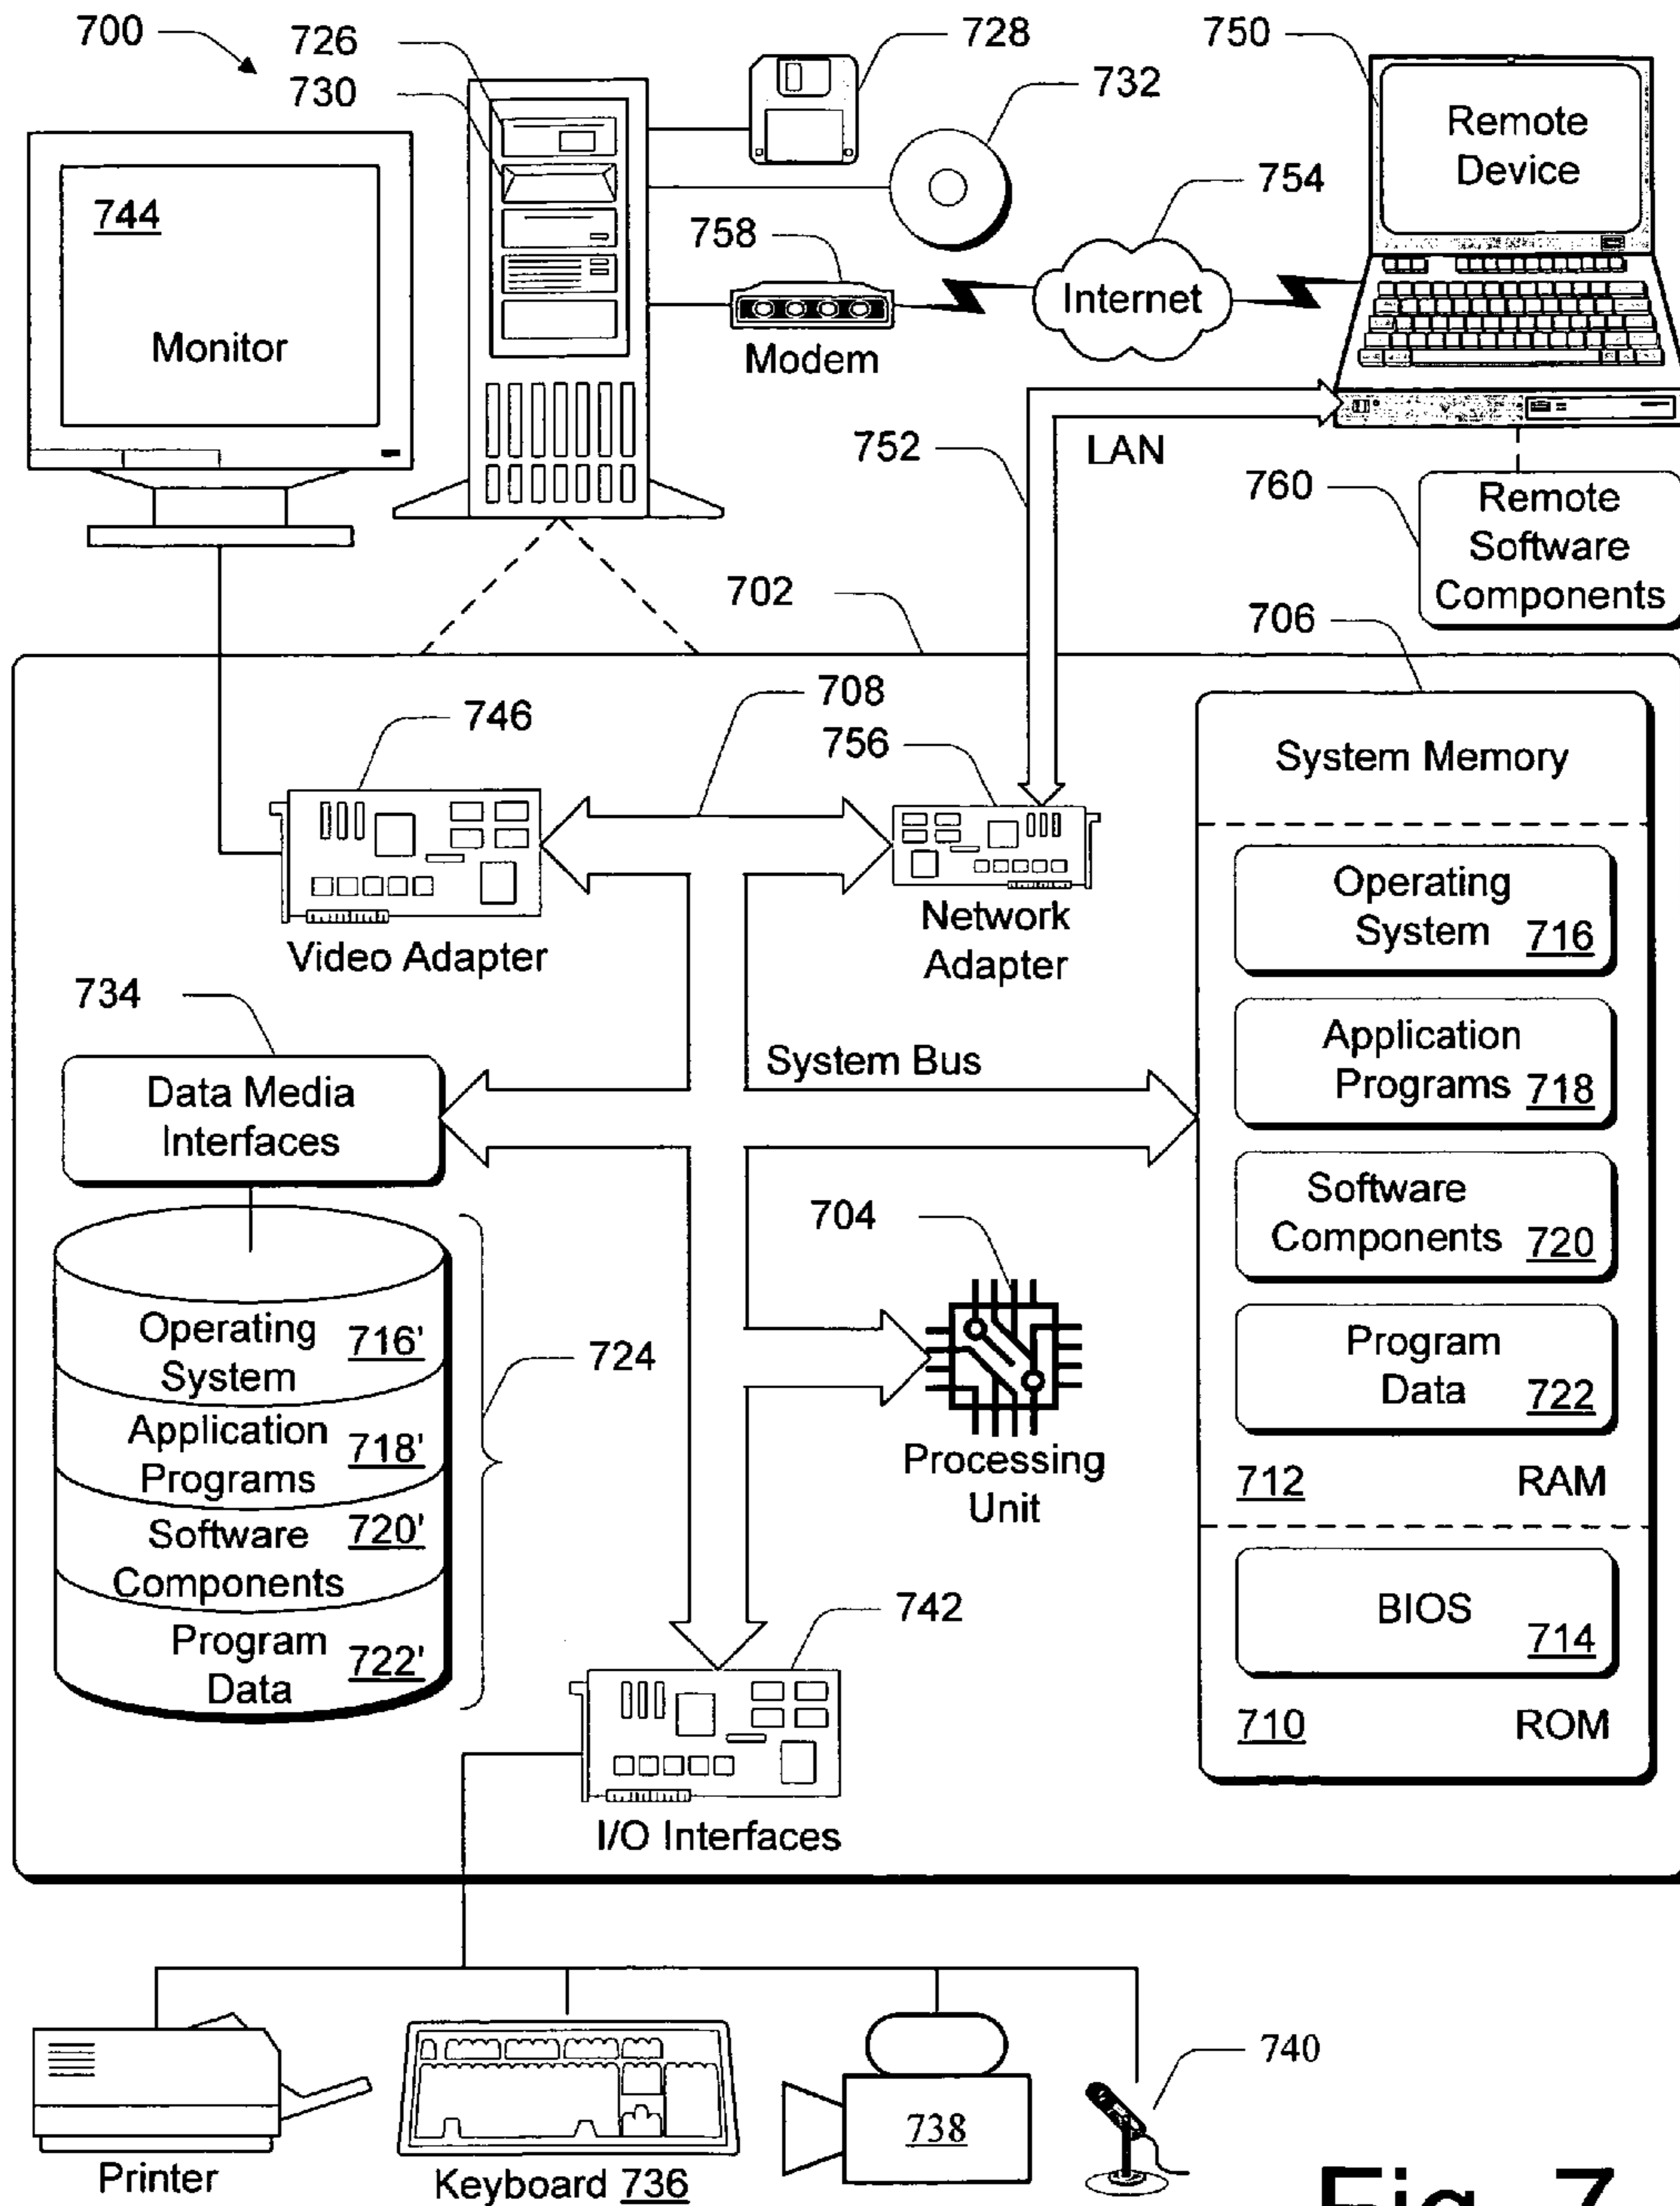 700
726
730
728
732
750
Remote
Device
744
Monitor
758
754
Internet
Modem
752
LAN
760
Remote
Software
Components
702
706
708
746
756
System Memory
Video Adapter
Network
Adapter
Operating
System 716
734
Data Media
Interfaces
System Bus
Application
Programs 718
Software
Components 720
704
Processing
Unit
Program
Data 722
712 RAM
Operating
System 716'
724
Application
Programs 718'
Software 720'
Components
Program
Data 722'
742
I/O Interfaces
BIOS
714
710 ROM
Printer
Keyboard 736
738
740
Fig. 7